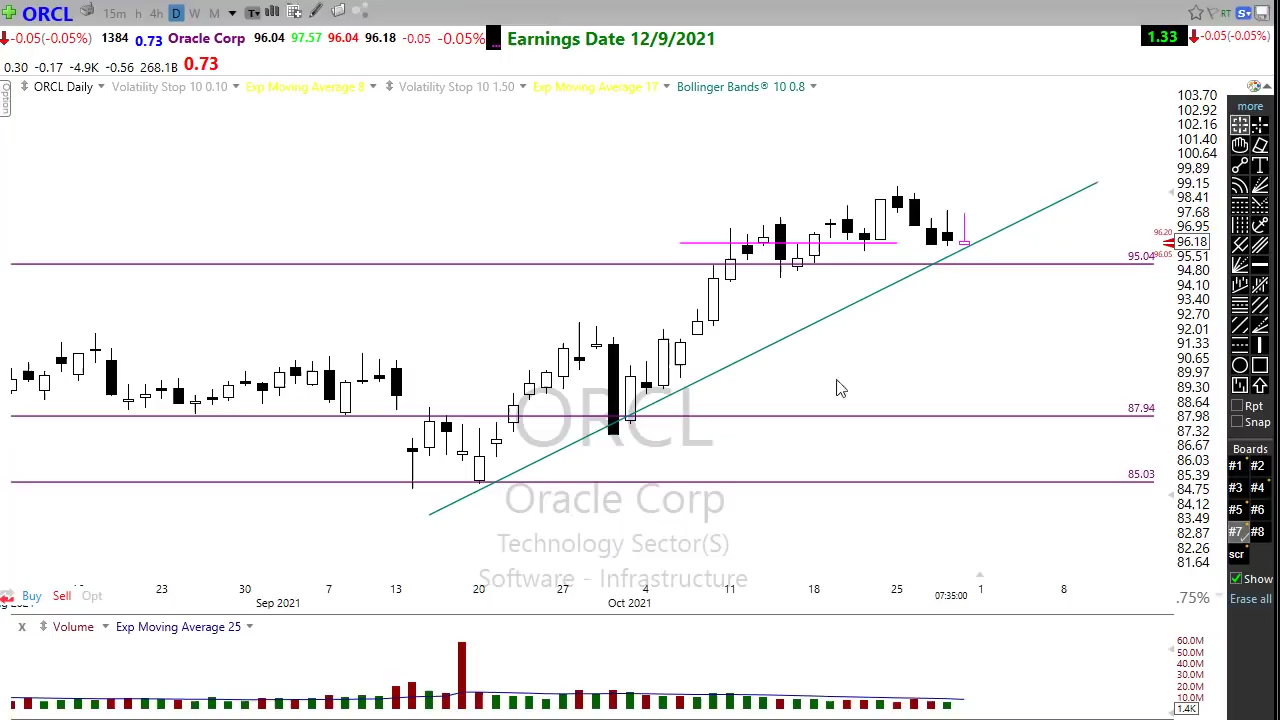 ORCL 15m h 4h D W M T RT S
-0.05(-0.05%) 1384 0.73 Oracle Corp 96.04 97.57 96.04 96.18 -0.05 -0.05% Earnings Date 12/9/2021 1.33 -0.05(-0.05%)
0.30 -0.17 -4.9K -0.56 268.1B 0.73
Option
ORCL Daily Volatility Stop 10 0.10 Exp Moving Average 8 Volatility Stop 10 1.50 Exp Moving Average 17 Bollinger Bands® 10 0.8
103.70
102.92
102.16
101.40
100.64
99.89
99.15
98.41
97.68
96.95
96.20
96.18
96.05
95.04
95.51
94.80
94.10
93.40
92.70
92.01
91.33
90.65
89.97
89.30
88.64
87.94
87.98
87.32
86.67
86.03
85.03
85.39
84.75
84.12
83.49
82.87
82.26
81.64
ORCL
Oracle Corp
Technology Sector(S)
Software - Infrastructure
more
T
Rpt
Snap
Boards
#1 #2
#3 #4
#5 #6
#7 #8
scr
Show
Erase all
Buy Sell Opt
23 30 7 13 20 27 4 11 18 25 1 8
Sep 2021 Oct 2021 07:35:00
.75%
X Volume Exp Moving Average 25
60.0M
50.0M
40.0M
30.0M
20.0M
10.0M
1.4K